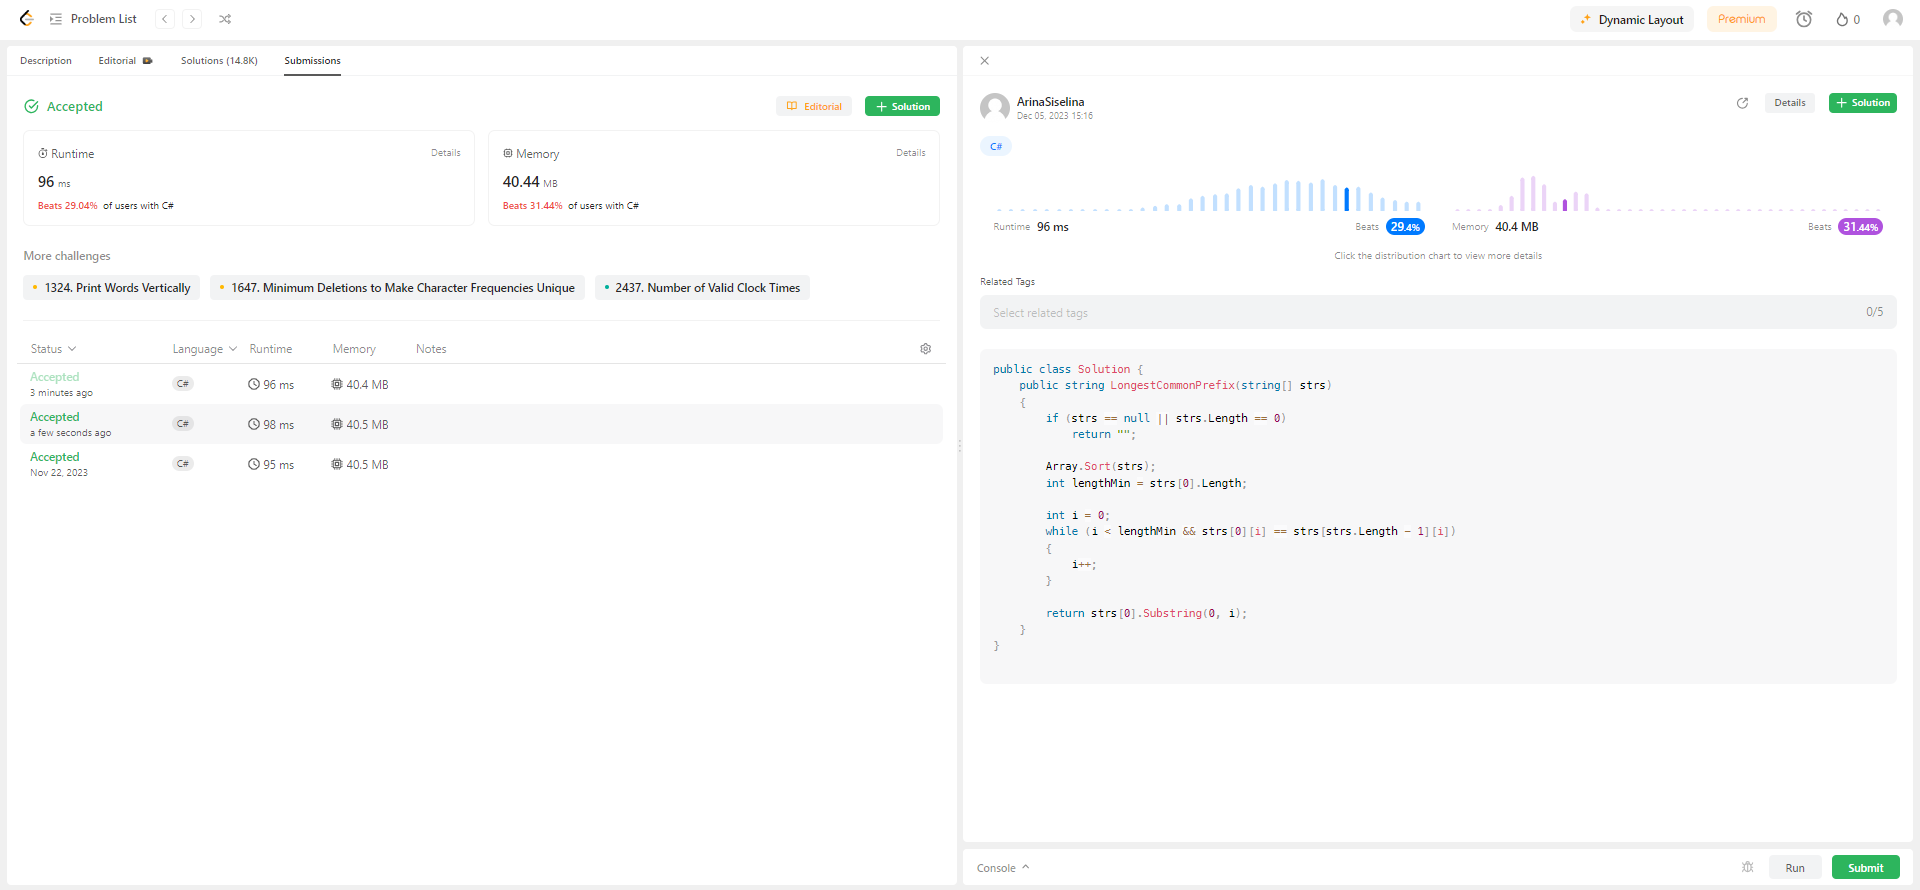 Problem List
Dynamic Layout
Premium
0
Description
Editorial
Solutions (14.8K)
Submissions
Accepted
Editorial
+ Solution
Runtime
Details
96 ms
Beats 29.04% of users with C#
Memory
Details
40.44 MB
Beats 31.44% of users with C#
More challenges
1324. Print Words Vertically
1647. Minimum Deletions to Make Character Frequencies Unique
2437. Number of Valid Clock Times
Status Language Runtime Memory Notes
Accepted
3 minutes ago
C#
96 ms
40.4 MB
Accepted
a few seconds ago
C#
98 ms
40.5 MB
Accepted
Nov 22, 2023
C#
95 ms
40.5 MB
ArinaSiselina
Dec 05, 2023 15:16
Details
+ Solution
C#
Runtime 96 ms
Beats 29.4%
Memory 40.4 MB
Beats 31.44%
Click the distribution chart to view more details
Related Tags
Select related tags
0/5
public class Solution {
    public string LongestCommonPrefix(string[] strs)
    {
        if (strs == null || strs.Length == 0)
            return "";
        Array.Sort(strs);
        int lengthMin = strs[0].Length;
        int i = 0;
        while (i < lengthMin && strs[0][i] == strs[strs.Length - 1][i])
        {
            i++;
        }
        return strs[0].Substring(0, i);
    }
}
Console
Run
Submit